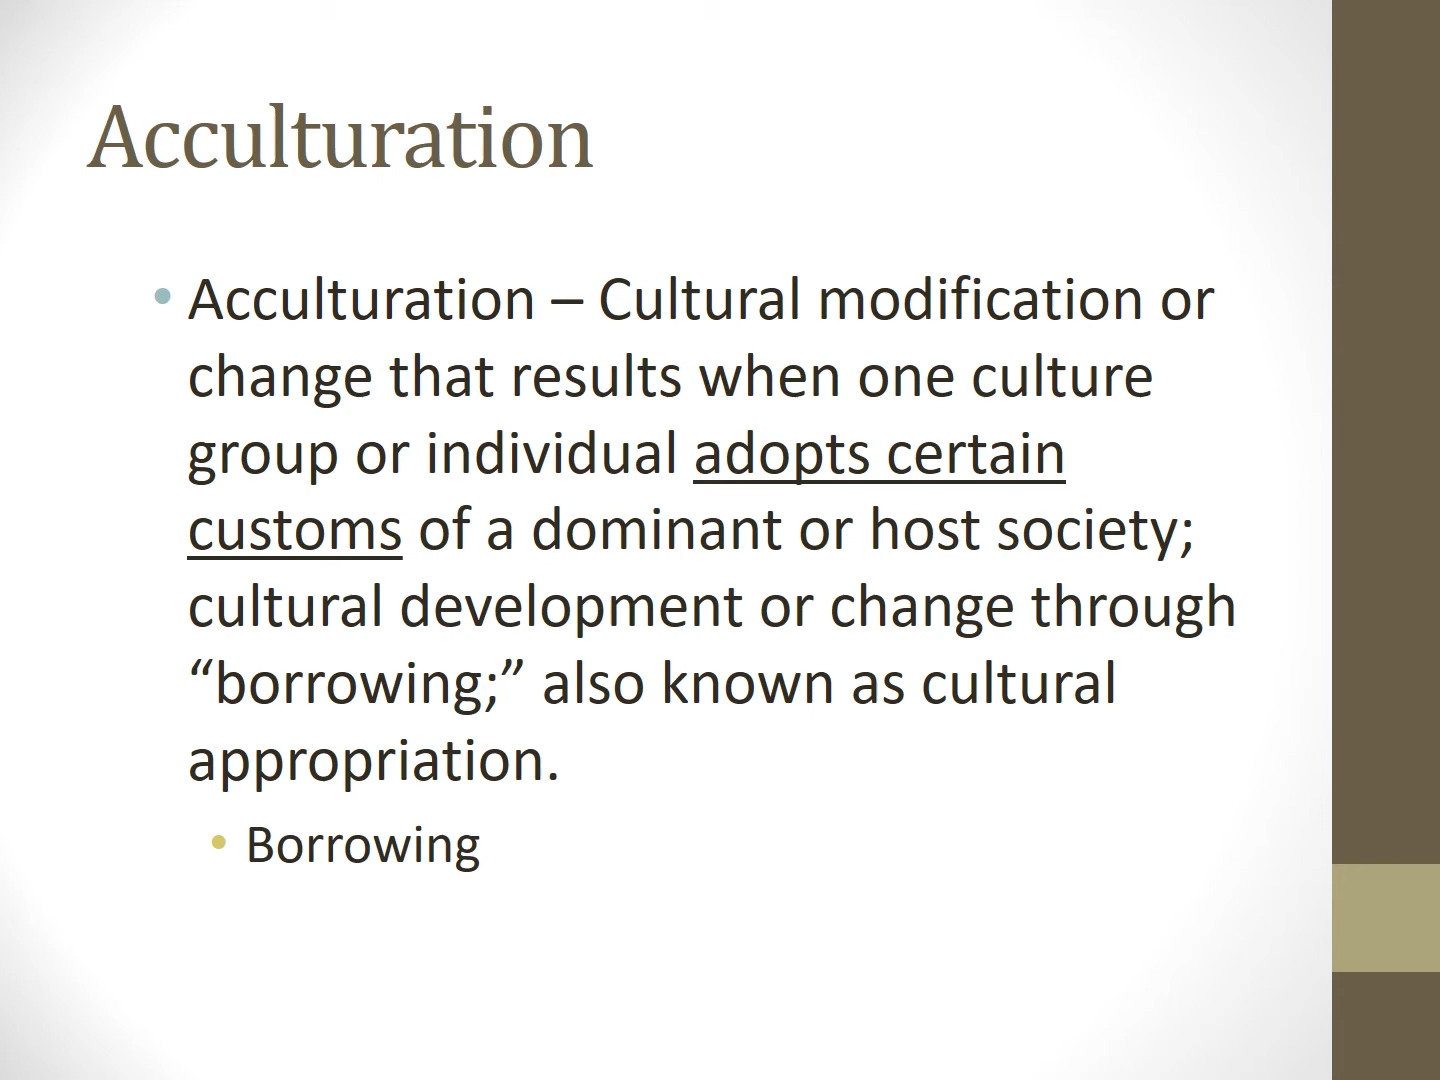 Acculturation
• Acculturation – Cultural modification or
change that results when one culture
group or individual adopts certain
customs of a dominant or host society;
cultural development or change through
“borrowing;” also known as cultural
appropriation.
• Borrowing